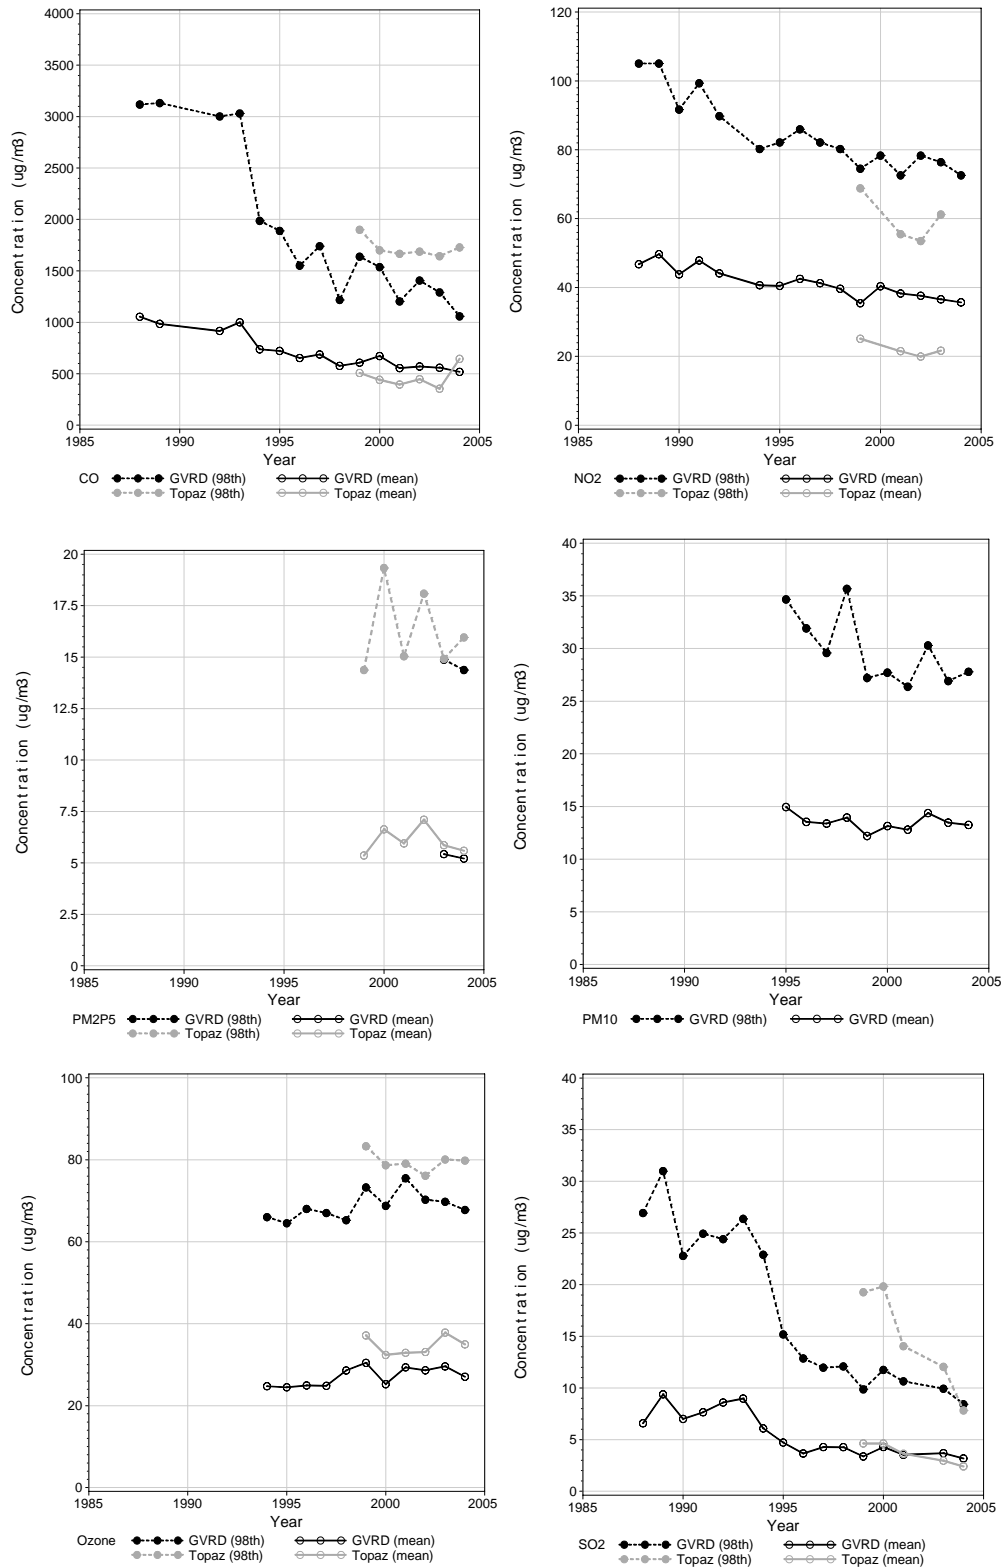 4000
3500
3000
2500
2000
1500
1000
500
0
Concentration (ug/m3)
1985 1990 1995 2000 2005
Year
CO GVRD (98th) GVRD (mean)
Topaz (98th) Topaz (mean)
120
100
80
60
40
20
0
Concentration (ug/m3)
1985 1990 1995 2000 2005
Year
NO2 GVRD (98th) GVRD (mean)
Topaz (98th) Topaz (mean)
20
17.5
15
12.5
10
7.5
5
2.5
0
Concentration (ug/m3)
1985 1990 1995 2000 2005
Year
PM2P5 GVRD (98th) GVRD (mean)
Topaz (98th) Topaz (mean)
40
35
30
25
20
15
10
5
0
Concentration (ug/m3)
1985 1990 1995 2000 2005
Year
PM10 GVRD (98th) GVRD (mean)
100
80
60
40
20
0
Concentration (ug/m3)
1985 1990 1995 2000 2005
Year
Ozone GVRD (98th) GVRD (mean)
Topaz (98th) Topaz (mean)
40
35
30
25
20
15
10
5
0
Concentration (ug/m3)
1985 1990 1995 2000 2005
Year
SO2 GVRD (98th) GVRD (mean)
Topaz (98th) Topaz (mean)